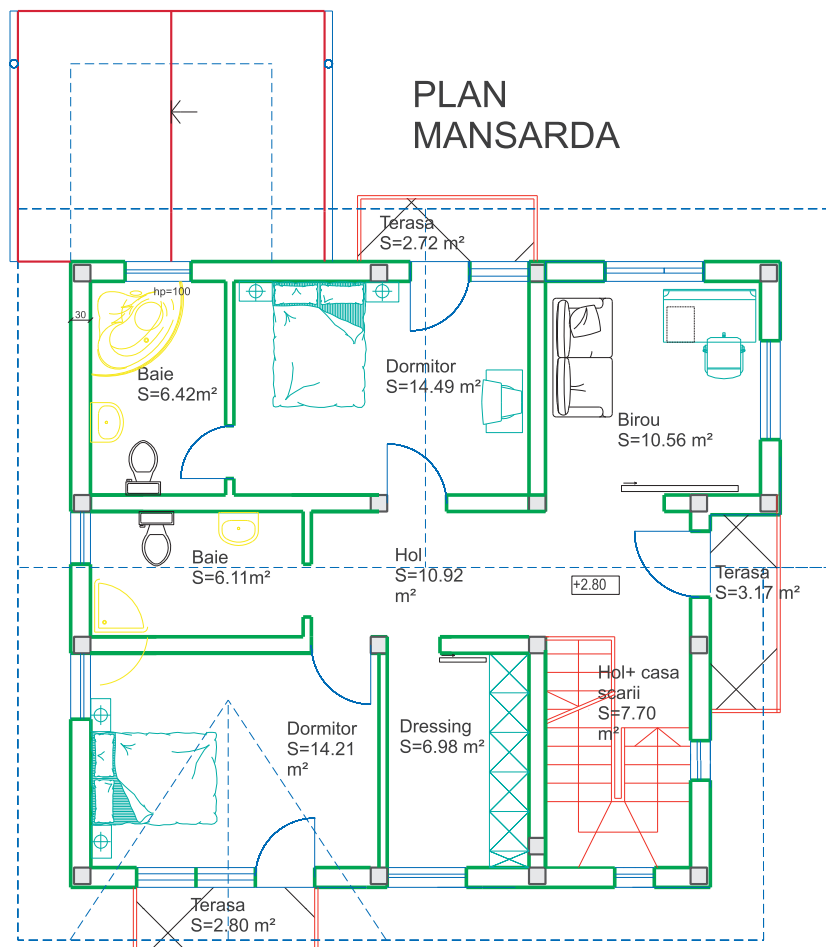 PLAN
MANSARDA
Terasa
S=2.72 m²
hp=100
30
Baie
S=6.42m²
Dormitor
S=14.49 m²
Birou
S=10.56 m²
Baie
S=6.11m²
Hol
S=10.92
m²
+2.80
Terasa
S=3.17 m²
Hol+ casa
scarii
S=7.70
m²
Dormitor
S=14.21
m²
Dressing
S=6.98 m²
Terasa
S=2.80 m²